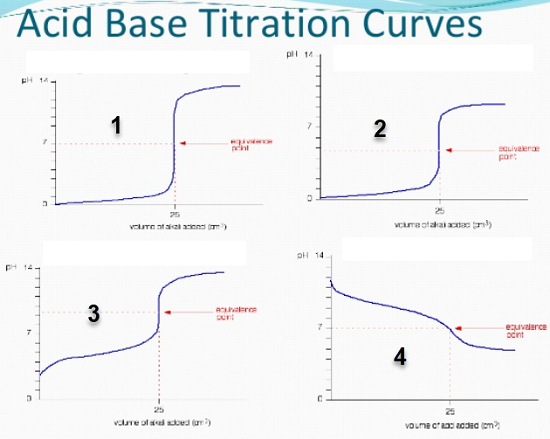 Acid Base Titration Curves
pH 14
1
7
equivalence
point
0
25
volume of alkali added (cm³)
pH 14
2
7
equivalence
point
0
25
volume of alkali added (cm³)
pH 14
3
7
equivalence
point
0
25
volume of alkali added (cm³)
pH 14
7
equivalence
point
4
0
25
volume of acid added (cm³)